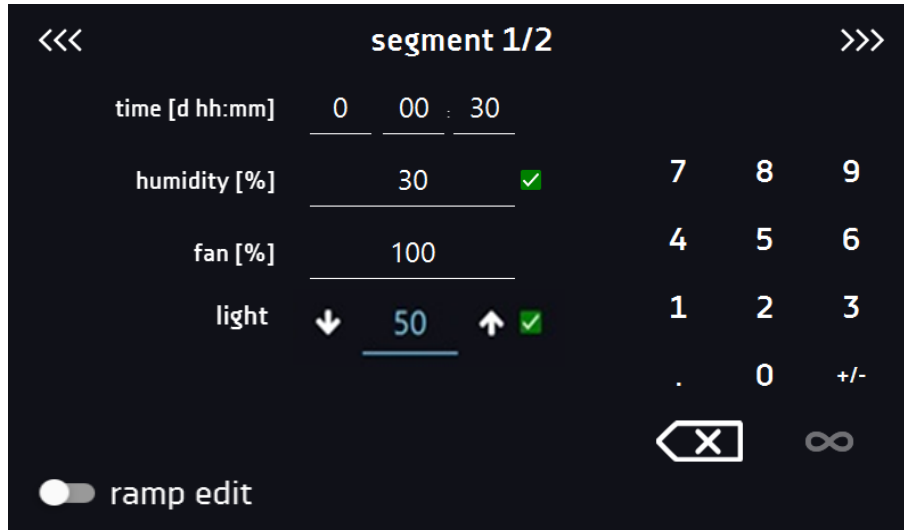 <<< segment 1/2 >>>
time [d hh:mm] 0 00 : 30
humidity [%] 30
fan [%] 100
light 50
7 8 9
4 5 6
1 2 3
. 0 +/-
∞
ramp edit